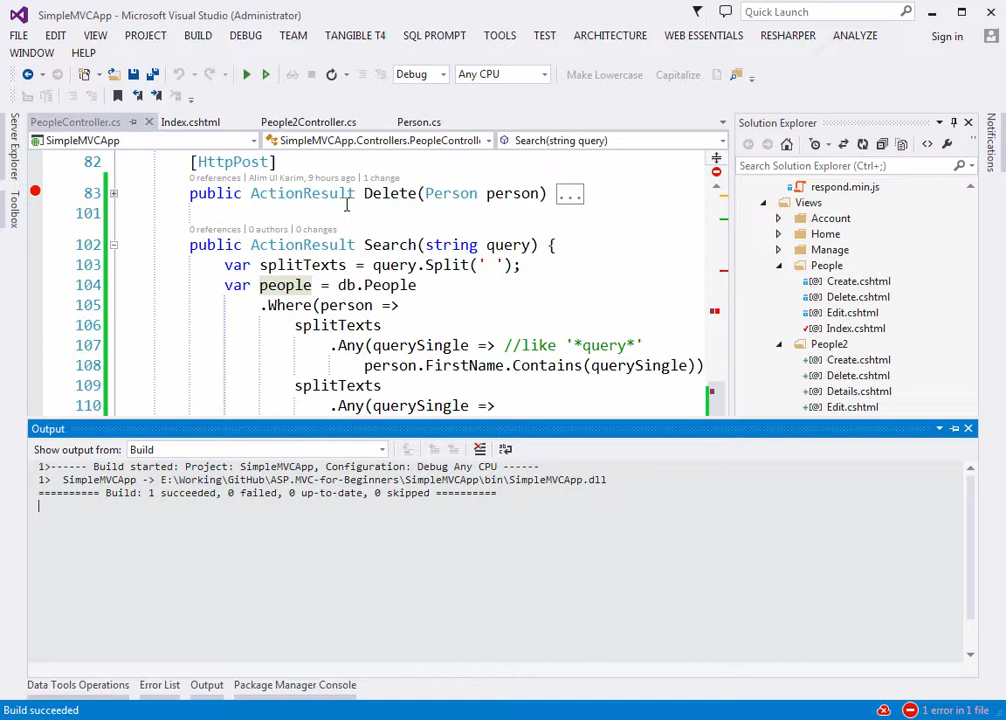 SimpleMVCApp - Microsoft Visual Studio (Administrator)
Quick Launch
FILE EDIT VIEW PROJECT BUILD DEBUG TEAM TANGIBLE T4 SQL PROMPT TOOLS TEST ARCHITECTURE WEB ESSENTIALS RESHARPER ANALYZE Sign in
WINDOW HELP
Debug Any CPU Make Lowercase Capitalize
PeopleController.cs Index.cshtml People2Controller.cs Person.cs
SimpleMVCApp SimpleMVCApp.Controllers.PeopleControll Search(string query)
Server Explorer
Toolbox
82 [HttpPost]
0 references | Alim Ul Karim, 9 hours ago | 1 change
83 public ActionResult Delete(Person person) ...
101
0 references | 0 authors | 0 changes
102 public ActionResult Search(string query) {
103 var splitTexts = query.Split(' ');
104 var people = db.People
105 .Where(person =>
106 splitTexts
107 .Any(querySingle => //like '*query*'
108 person.FirstName.Contains(querySingle))
109 splitTexts
110 .Any(querySingle =>
Solution Explorer
Search Solution Explorer (Ctrl+;)
respond.min.js
Views
Account
Home
Manage
People
Create.cshtml
Delete.cshtml
Edit.cshtml
Index.cshtml
People2
Create.cshtml
Delete.cshtml
Details.cshtml
Edit.cshtml
Notifications
Output
Show output from: Build
1>------ Build started: Project: SimpleMVCApp, Configuration: Debug Any CPU ------
1> SimpleMVCApp -> E:\Working\GitHub\ASP.MVC-for-Beginners\SimpleMVCApp\bin\SimpleMVCApp.dll
========== Build: 1 succeeded, 0 failed, 0 up-to-date, 0 skipped ==========
Data Tools Operations Error List Output Package Manager Console
Build succeeded 1 error in 1 file